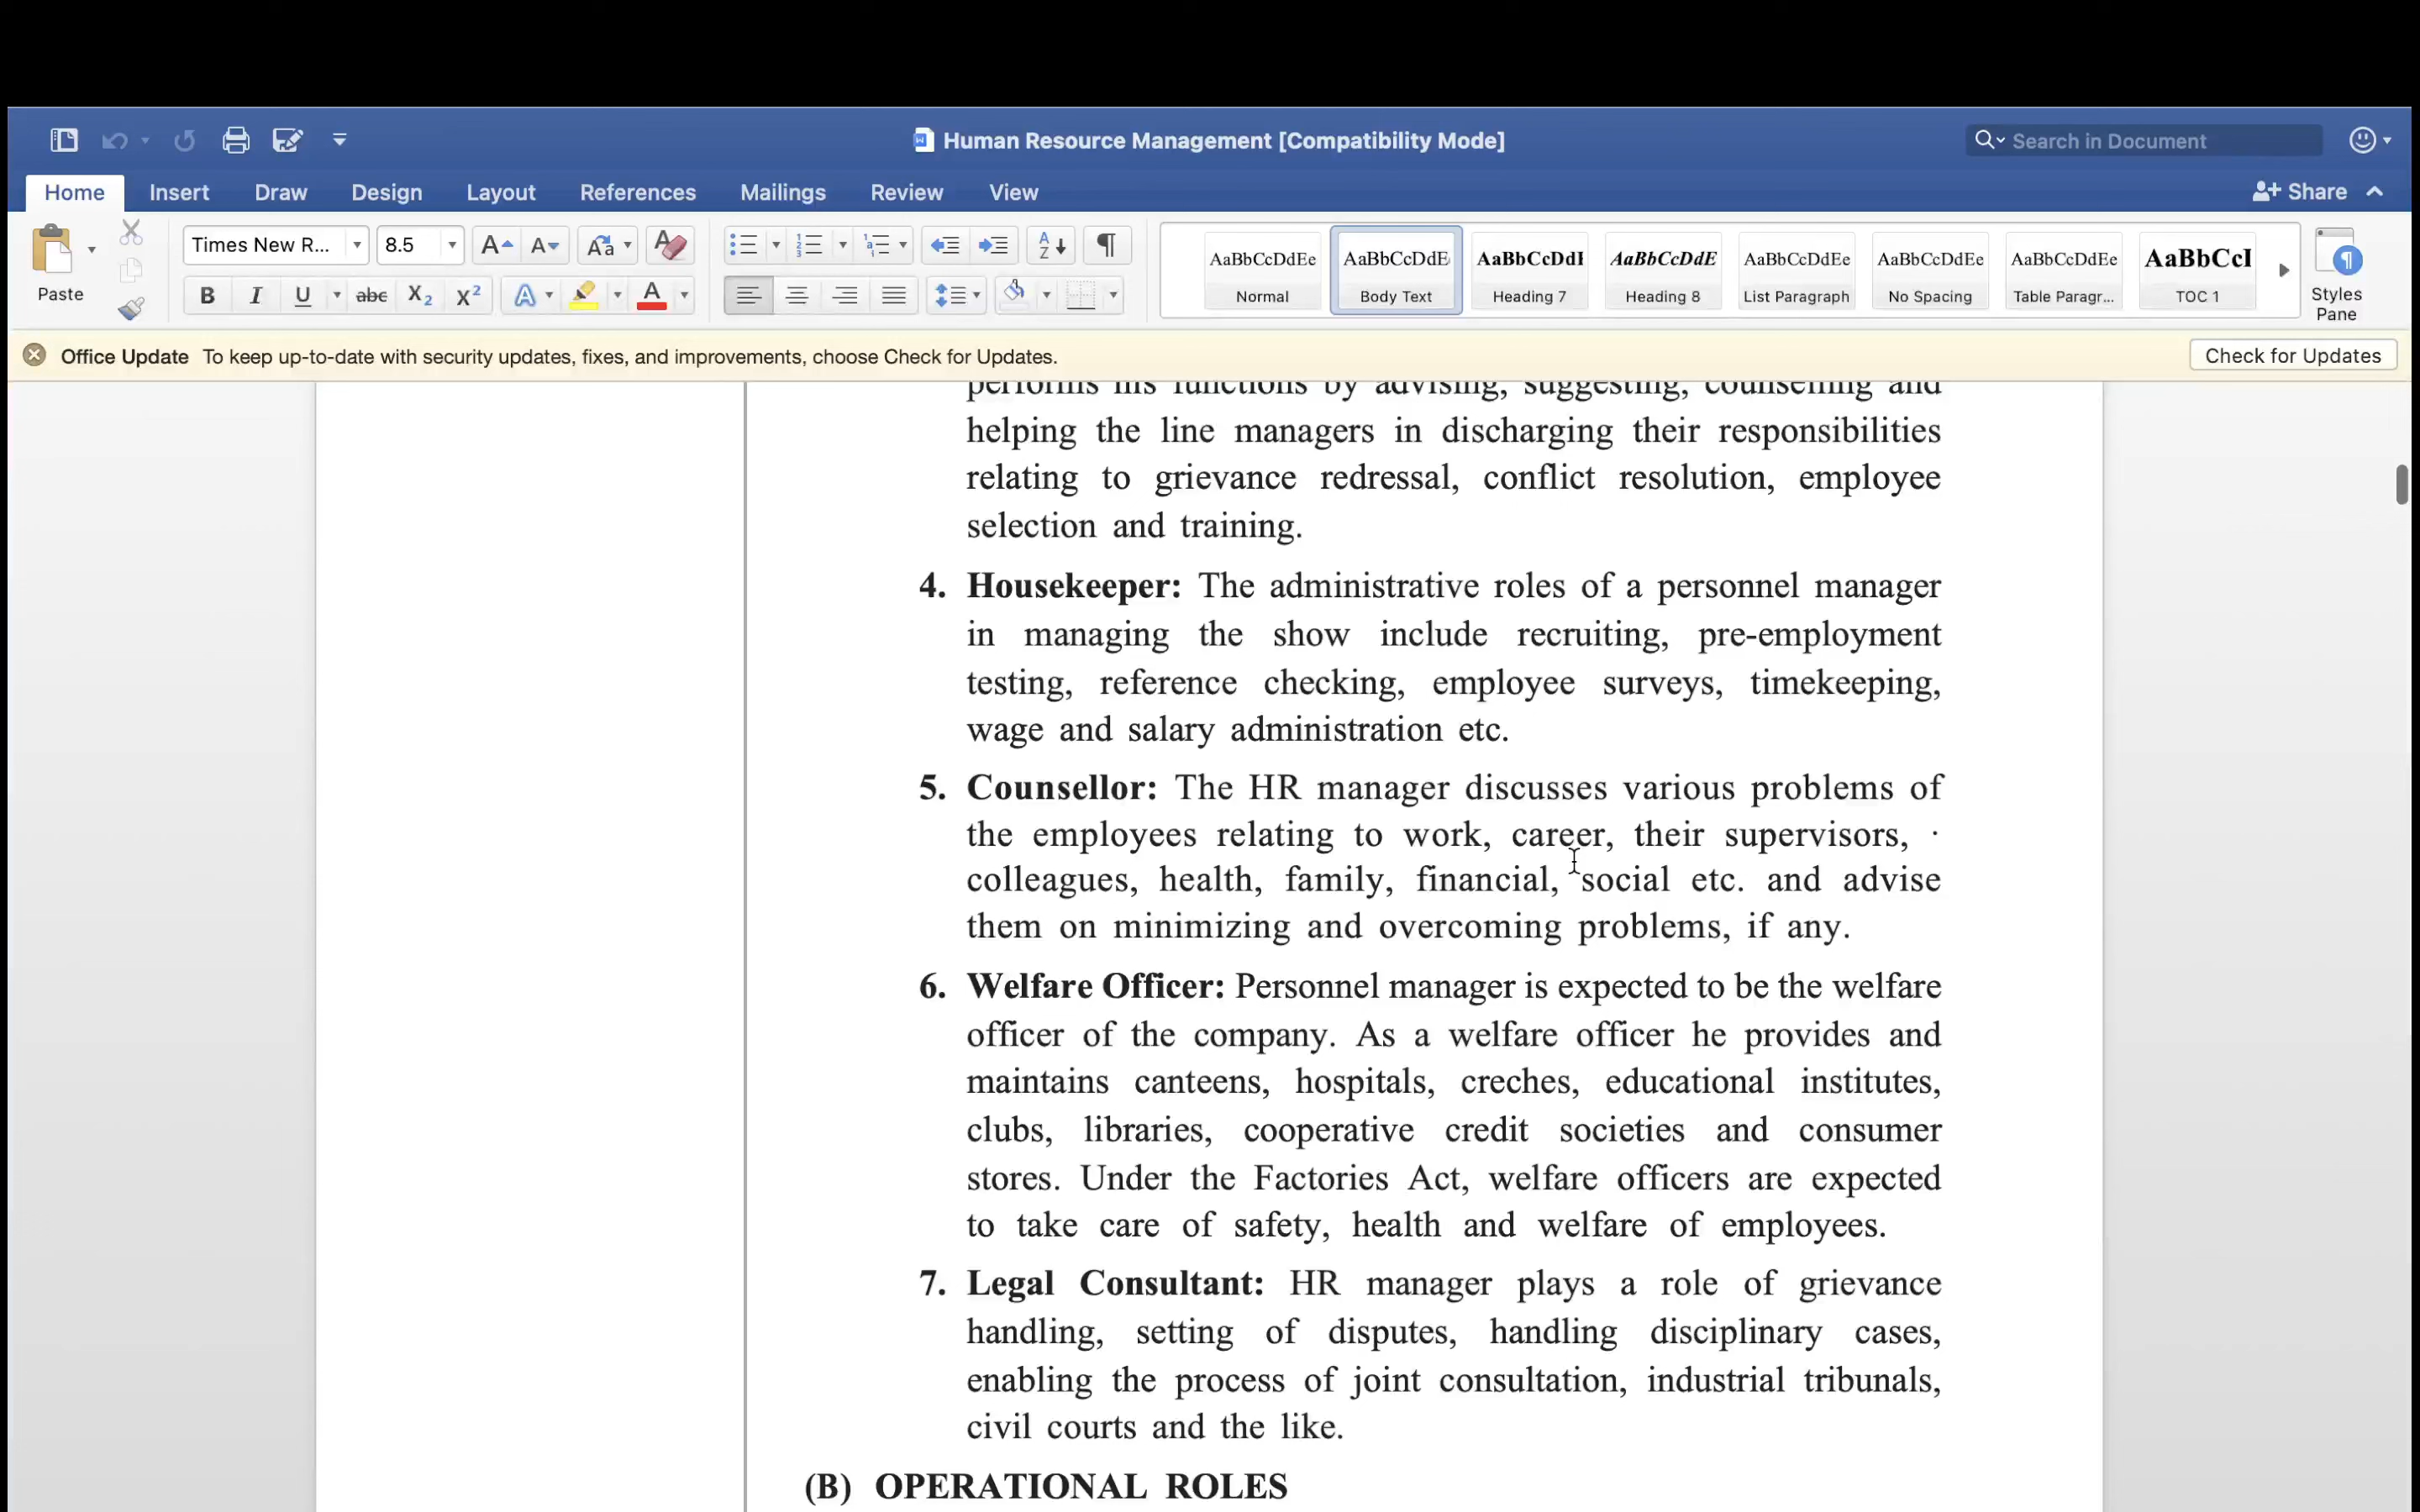 Human Resource Management [Compatibility Mode]
Search in Document
Home Insert Draw Design Layout References Mailings Review View
Share
Paste
Times New R... 8.5
AaBbCcDdEe AaBbCcDdE AaBbCcDdI AaBbCcDdE AaBbCcDdEe AaBbCcDdEe AaBbCcDdEe AaBbCcI
Normal Body Text Heading 7 Heading 8 List Paragraph No Spacing Table Paragr... TOC 1
Styles
Pane
Office Update To keep up-to-date with security updates, fixes, and improvements, choose Check for Updates.
Check for Updates
performs his functions by advising, suggesting, counselling and
helping the line managers in discharging their responsibilities
relating to grievance redressal, conflict resolution, employee
selection and training.
4. Housekeeper: The administrative roles of a personnel manager
in managing the show include recruiting, pre-employment
testing, reference checking, employee surveys, timekeeping,
wage and salary administration etc.
5. Counsellor: The HR manager discusses various problems of
the employees relating to work, career, their supervisors, ·
colleagues, health, family, financial, social etc. and advise
them on minimizing and overcoming problems, if any.
6. Welfare Officer: Personnel manager is expected to be the welfare
officer of the company. As a welfare officer he provides and
maintains canteens, hospitals, creches, educational institutes,
clubs, libraries, cooperative credit societies and consumer
stores. Under the Factories Act, welfare officers are expected
to take care of safety, health and welfare of employees.
7. Legal Consultant: HR manager plays a role of grievance
handling, setting of disputes, handling disciplinary cases,
enabling the process of joint consultation, industrial tribunals,
civil courts and the like.
(B) OPERATIONAL ROLES